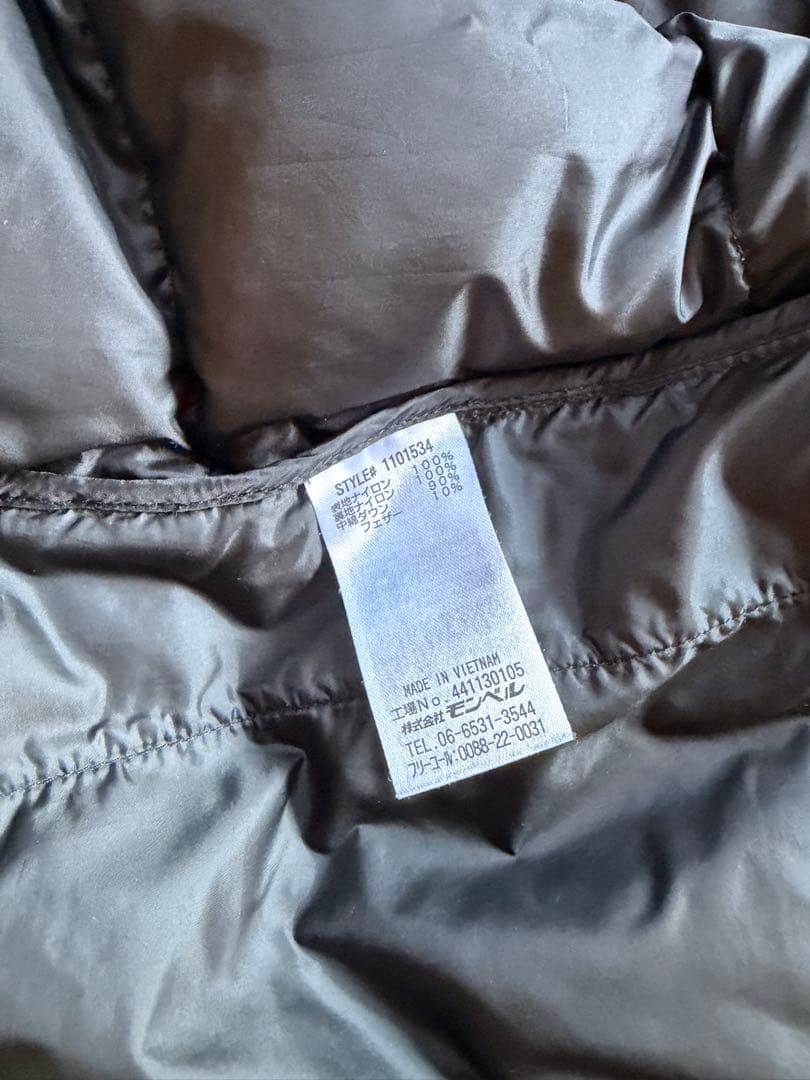 STYLE# 1101534
表地ナイロン 100%
裏地ナイロン 100%
中綿ダウン 90%
フェザー 10%
MADE IN VIETNAM
工場No.441130105
株式会社モンベル
TEL.06-6531-3544
フリーコール:0088-22-0031